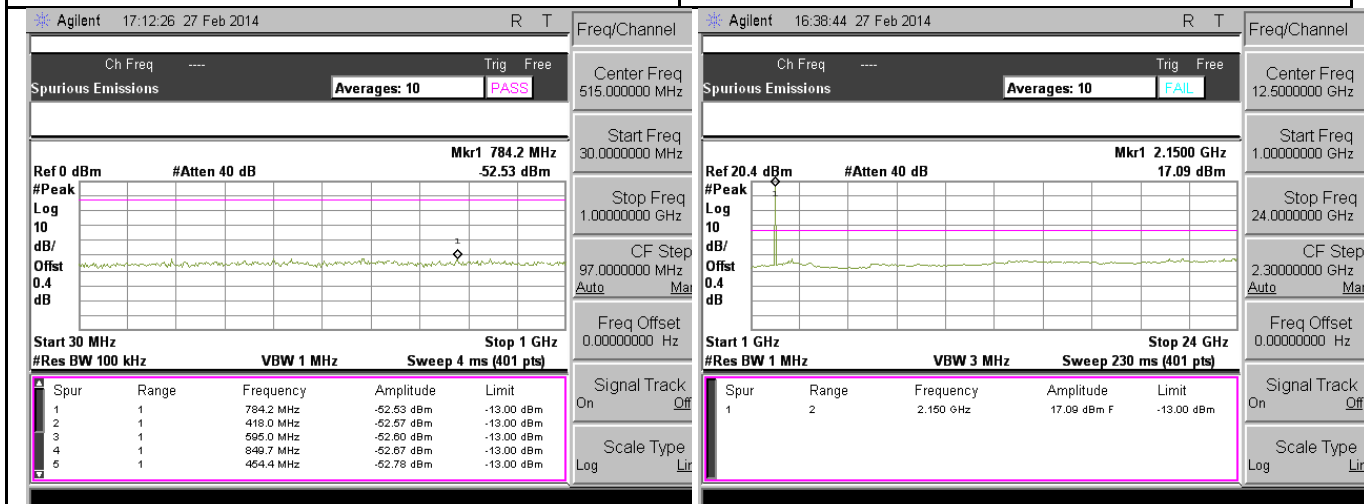 Agilent 17:12:26 27 Feb 2014 R T
Ch Freq ---- Trig Free
Spurious Emissions Averages: 10 PASS
Mkr1 784.2 MHz
Ref 0 dBm #Atten 40 dB -52.53 dBm
#Peak
Log
10
dB/
Offst
0.4
dB
1
Start 30 MHz Stop 1 GHz
#Res BW 100 kHz VBW 1 MHz Sweep 4 ms (401 pts)
Spur Range Frequency Amplitude Limit
1 1 784.2 MHz -52.53 dBm -13.00 dBm
2 1 418.0 MHz -52.57 dBm -13.00 dBm
3 1 595.0 MHz -52.60 dBm -13.00 dBm
4 1 849.7 MHz -52.67 dBm -13.00 dBm
5 1 454.4 MHz -52.78 dBm -13.00 dBm
Freq/Channel
Center Freq
515.000000 MHz
Start Freq
30.0000000 MHz
Stop Freq
1.00000000 GHz
CF Step
97.0000000 MHz
Auto Man
Freq Offset
0.00000000 Hz
Signal Track
On Off
Scale Type
Log Lin
Agilent 16:38:44 27 Feb 2014 R T
Ch Freq ---- Trig Free
Spurious Emissions Averages: 10 FAIL
Mkr1 2.1500 GHz
Ref 20.4 dBm #Atten 40 dB 17.09 dBm
#Peak
Log
10
dB/
Offst
0.4
dB
1
Start 1 GHz Stop 24 GHz
#Res BW 1 MHz VBW 3 MHz Sweep 230 ms (401 pts)
Spur Range Frequency Amplitude Limit
1 2 2.150 GHz 17.09 dBm F -13.00 dBm
Freq/Channel
Center Freq
12.5000000 GHz
Start Freq
1.00000000 GHz
Stop Freq
24.0000000 GHz
CF Step
2.30000000 GHz
Auto Man
Freq Offset
0.00000000 Hz
Signal Track
On Off
Scale Type
Log Lin